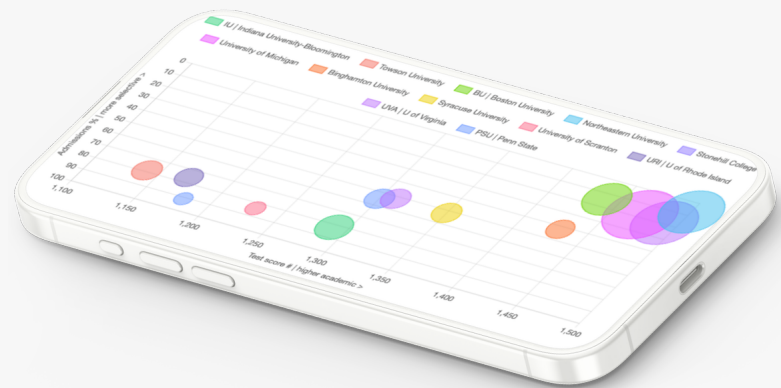 IU | Indiana University-Bloomington
Towson University
BU | Boston University
Northeastern University
Stonehill College
University of Michigan
Binghamton University
Syracuse University
University of Scranton
URI | U of Rhode Island
UVA | U of Virginia
PSU | Penn State
Admissions % | more selective >
0
10
20
30
40
50
60
70
80
90
100
1,100
1,150
1,200
1,250
1,300
1,350
1,400
1,450
1,500
Test score # | higher academic >